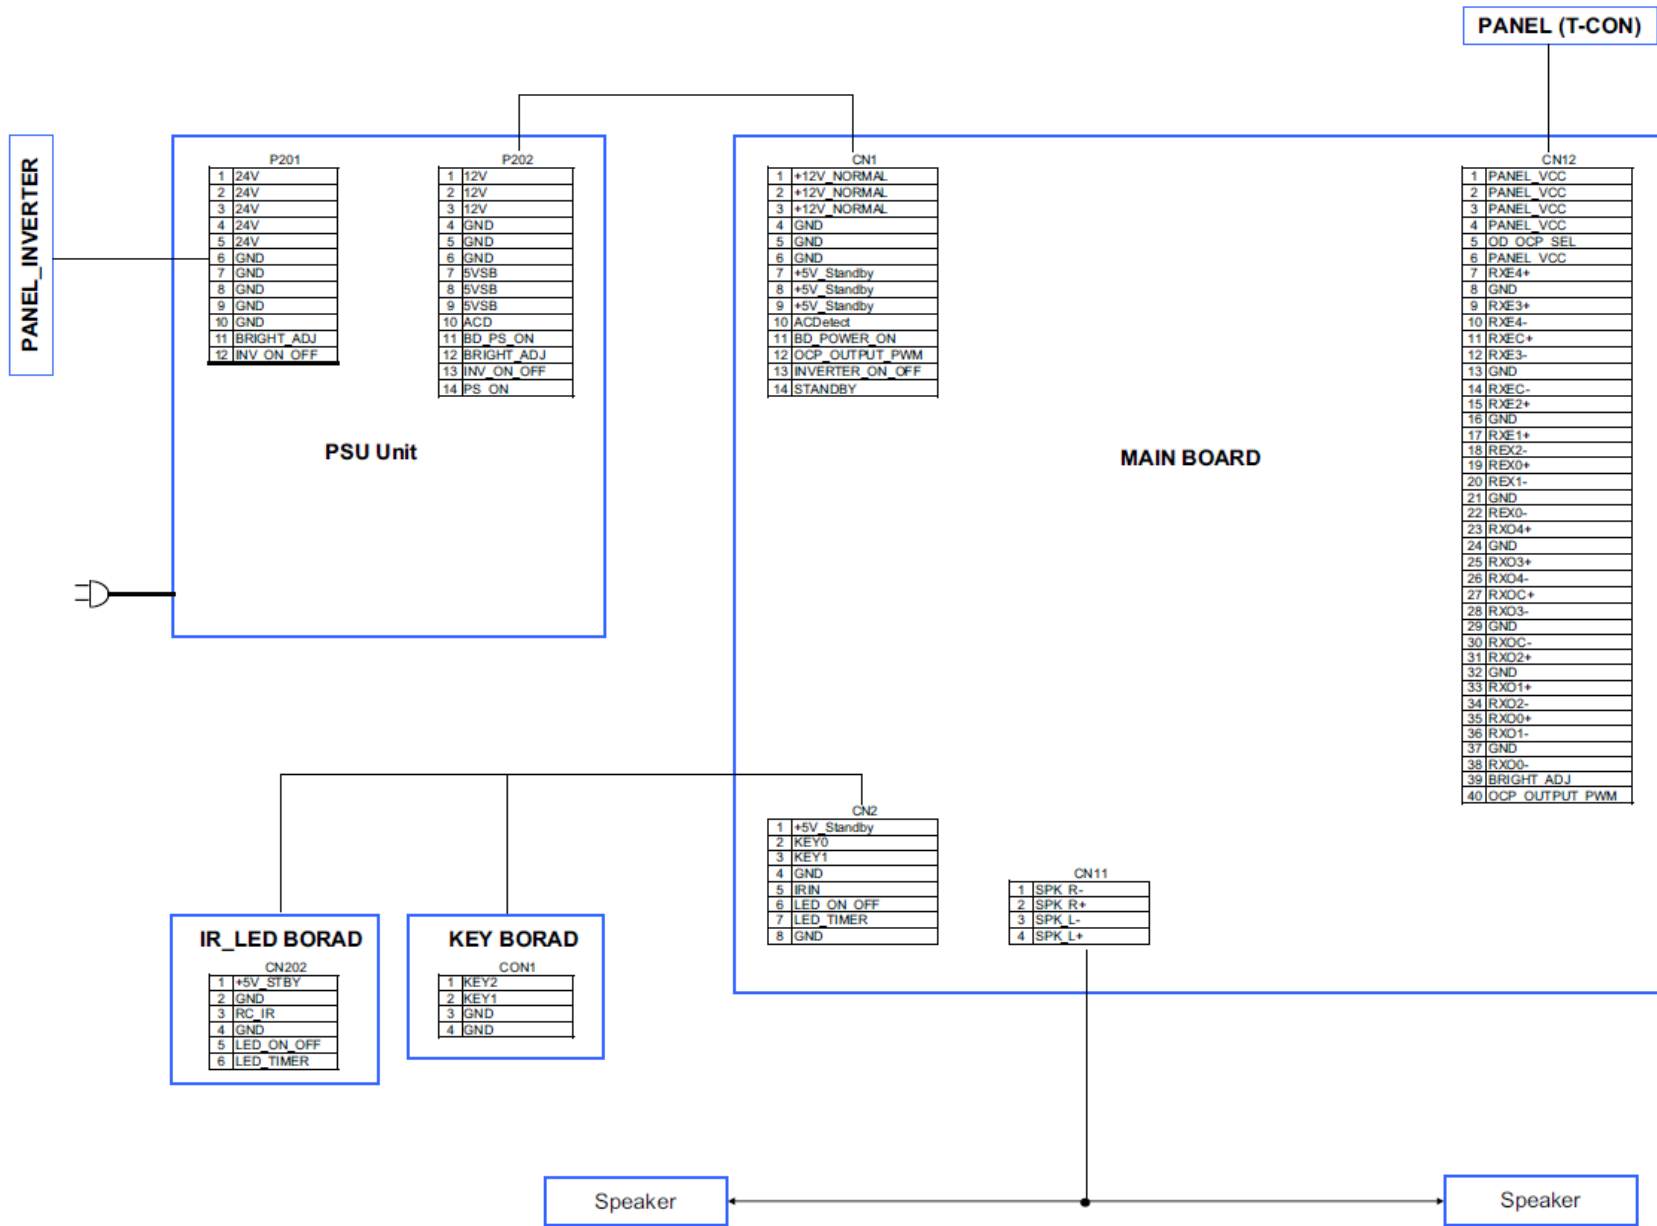 PANEL (T-CON)
PANEL_INVERTER
P201
1 24V
2 24V
3 24V
4 24V
5 24V
6 GND
7 GND
8 GND
9 GND
10 GND
11 BRIGHT_ADJ
12 INV_ON_OFF
P202
1 12V
2 12V
3 12V
4 GND
5 GND
6 GND
7 5VSB
8 5VSB
9 5VSB
10 ACD
11 BD_PS_ON
12 BRIGHT_ADJ
13 INV_ON_OFF
14 PS_ON
PSU Unit
CN1
1 +12V_NORMAL
2 +12V_NORMAL
3 +12V_NORMAL
4 GND
5 GND
6 GND
7 +5V_Standby
8 +5V_Standby
9 +5V_Standby
10 ACDetect
11 BD_POWER_ON
12 OCP_OUTPUT_PWM
13 INVERTER_ON_OFF
14 STANDBY
MAIN BOARD
CN12
1 PANEL_VCC
2 PANEL_VCC
3 PANEL_VCC
4 PANEL_VCC
5 OD_OCP_SEL
6 PANEL_VCC
7 RXE4+
8 GND
9 RXE3+
10 RXE4-
11 RXEC+
12 RXE3-
13 GND
14 RXEC-
15 RXE2+
16 GND
17 RXE1+
18 REX2-
19 REX0+
20 REX1-
21 GND
22 REX0-
23 RXO4+
24 GND
25 RXO3+
26 RXO4-
27 RXOC+
28 RXO3-
29 GND
30 RXOC-
31 RXO2+
32 GND
33 RXO1+
34 RXO2-
35 RXO0+
36 RXO1-
37 GND
38 RXO0-
39 BRIGHT_ADJ
40 OCP_OUTPUT_PWM
CN2
1 +5V_Standby
2 KEY0
3 KEY1
4 GND
5 IRIN
6 LED_ON_OFF
7 LED_TIMER
8 GND
CN11
1 SPK_R-
2 SPK_R+
3 SPK_L-
4 SPK_L+
IR_LED BORAD
CN202
1 +5V_STBY
2 GND
3 RC_IR
4 GND
5 LED_ON_OFF
6 LED_TIMER
KEY BORAD
CON1
1 KEY2
2 KEY1
3 GND
4 GND
Speaker
Speaker